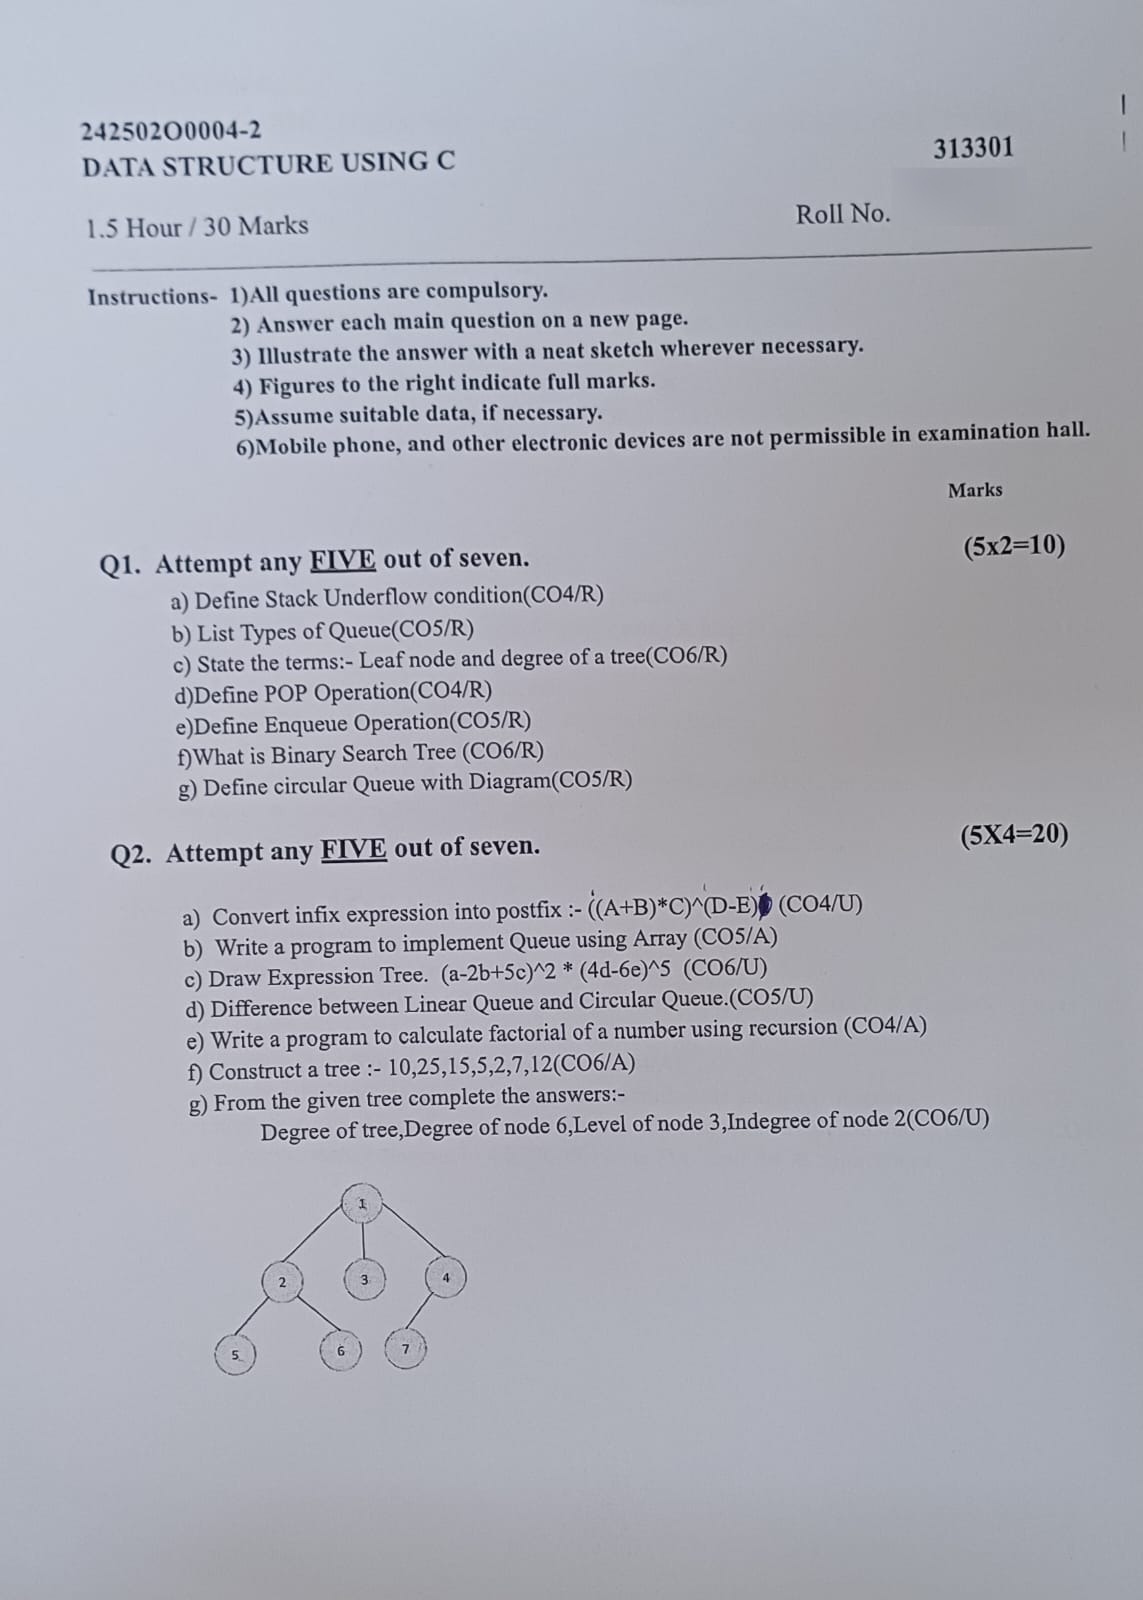 242502O0004-2
DATA STRUCTURE USING C
313301
1.5 Hour / 30 Marks
Roll No.
Instructions- 1)All questions are compulsory.
2) Answer each main question on a new page.
3) Illustrate the answer with a neat sketch wherever necessary.
4) Figures to the right indicate full marks.
5)Assume suitable data, if necessary.
6)Mobile phone, and other electronic devices are not permissible in examination hall.
Marks
Q1. Attempt any FIVE out of seven. (5x2=10)
a) Define Stack Underflow condition(CO4/R)
b) List Types of Queue(CO5/R)
c) State the terms:- Leaf node and degree of a tree(CO6/R)
d)Define POP Operation(CO4/R)
e)Define Enqueue Operation(CO5/R)
f)What is Binary Search Tree (CO6/R)
g) Define circular Queue with Diagram(CO5/R)
Q2. Attempt any FIVE out of seven. (5X4=20)
a) Convert infix expression into postfix :- ((A+B)*C)^(D-E) (CO4/U)
b) Write a program to implement Queue using Array (CO5/A)
c) Draw Expression Tree. (a-2b+5c)^2 * (4d-6e)^5 (CO6/U)
d) Difference between Linear Queue and Circular Queue.(CO5/U)
e) Write a program to calculate factorial of a number using recursion (CO4/A)
f) Construct a tree :- 10,25,15,5,2,7,12(CO6/A)
g) From the given tree complete the answers:-
Degree of tree,Degree of node 6,Level of node 3,Indegree of node 2(CO6/U)
1
2 3 4
5 6 7